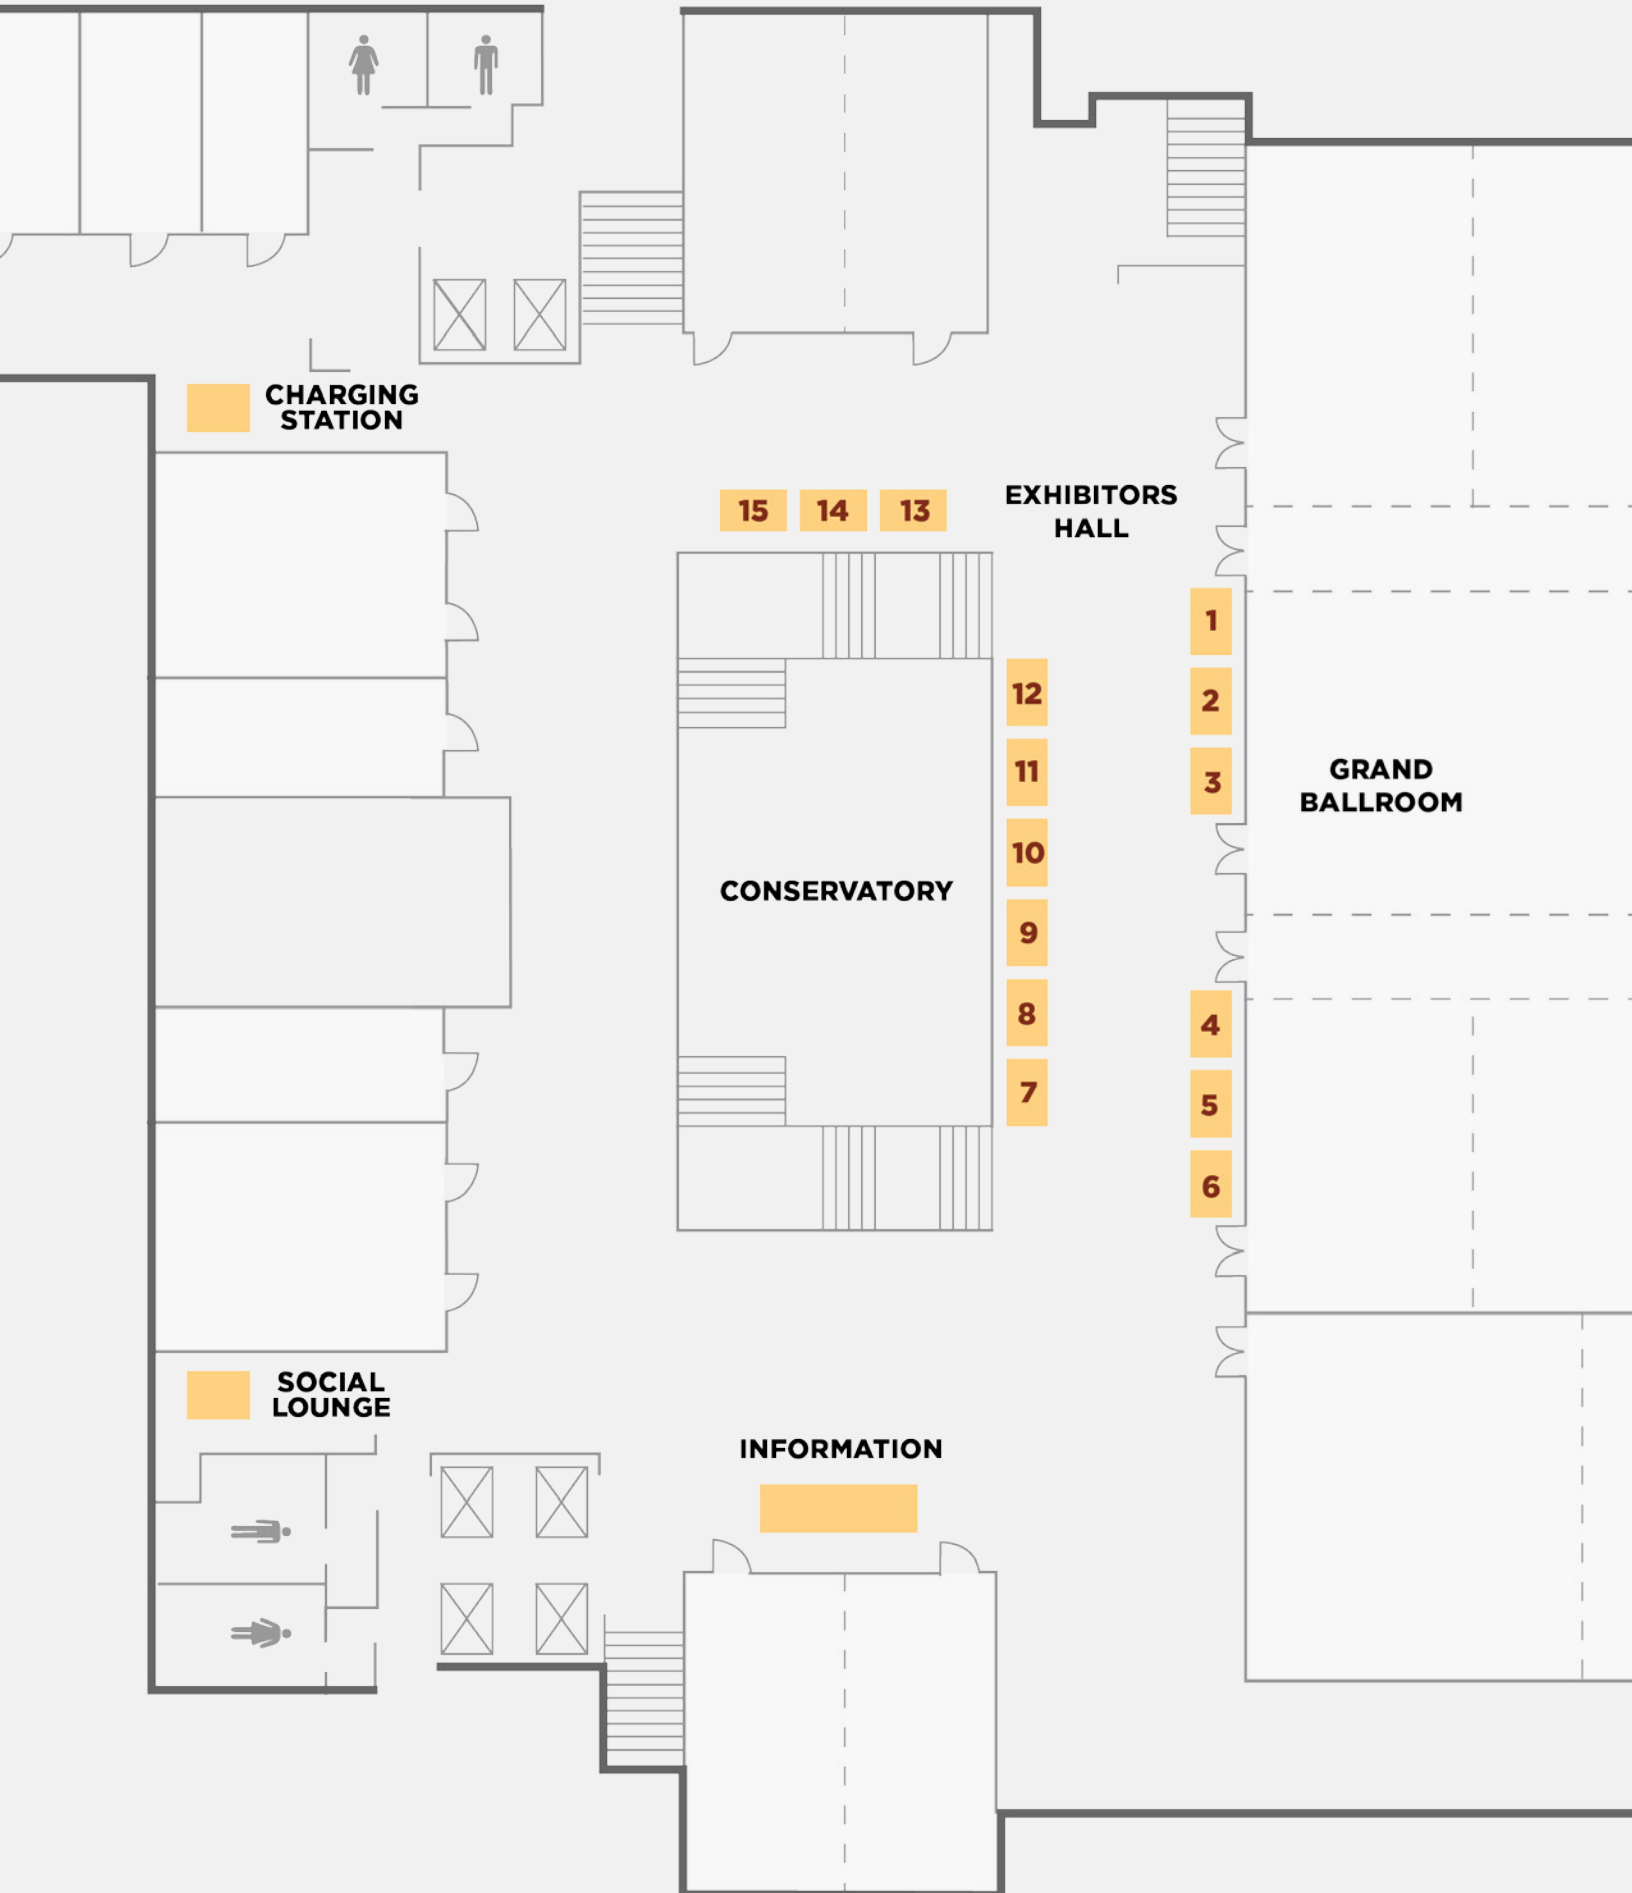 CHARGING
STATION
15 14 13
EXHIBITORS
HALL
1
12
2
11
3
GRAND
BALLROOM
10
CONSERVATORY
9
8
4
7
5
6
SOCIAL
LOUNGE
INFORMATION